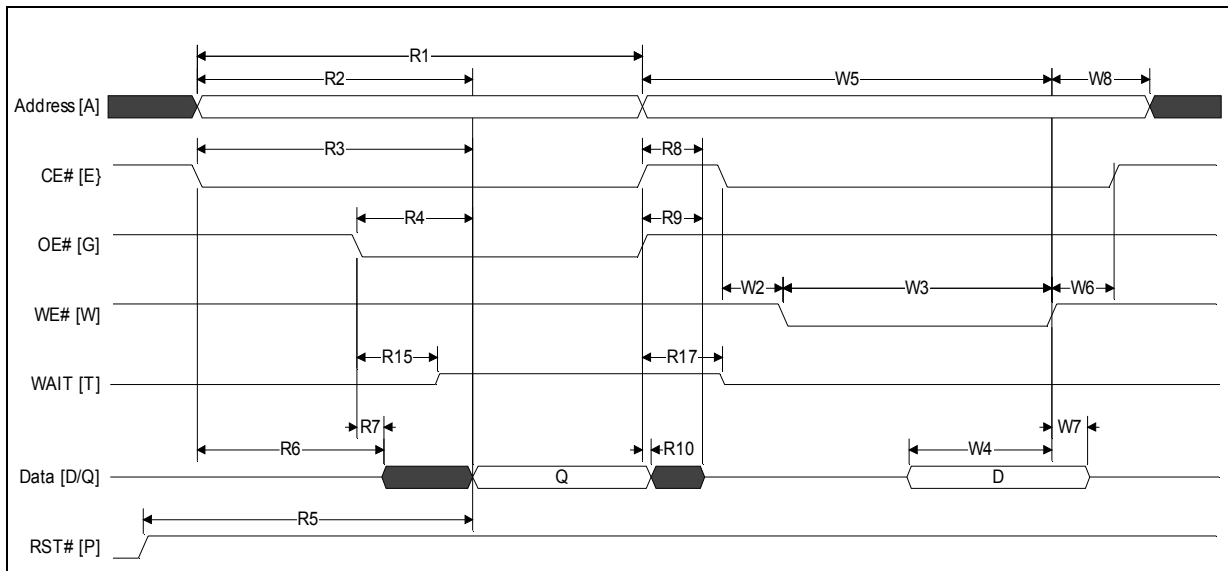 R1
R2
W5
W8
Address [A]
R3
R8
CE# [E}
R4
R9
OE# [G]
W2
W3
W6
WE# [W]
R15
R17
WAIT [T]
R7
W7
R6
R10
W4
Data [D/Q]
Q
D
R5
RST# [P]